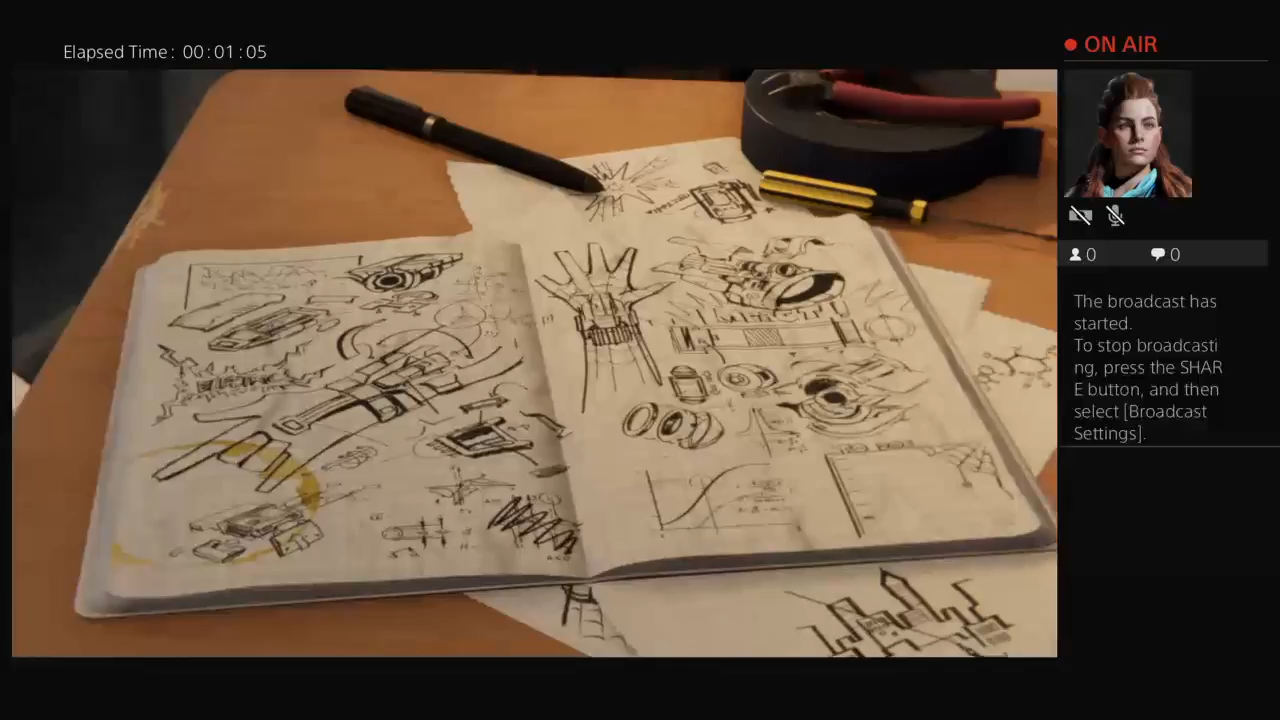 Elapsed Time: 00:01:05
ON AIR
0
0
The broadcast has
started.
To stop broadcasti
ng, press the SHAR
E button, and then
select [Broadcast
Settings].
IMPACT